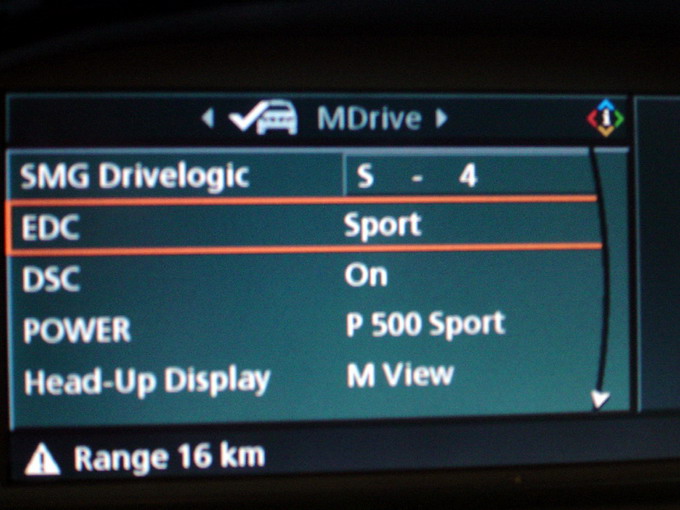 MDrive
SMG Drivelogic S - 4
EDC Sport
DSC On
POWER P 500 Sport
Head-Up Display M View
Range 16 km